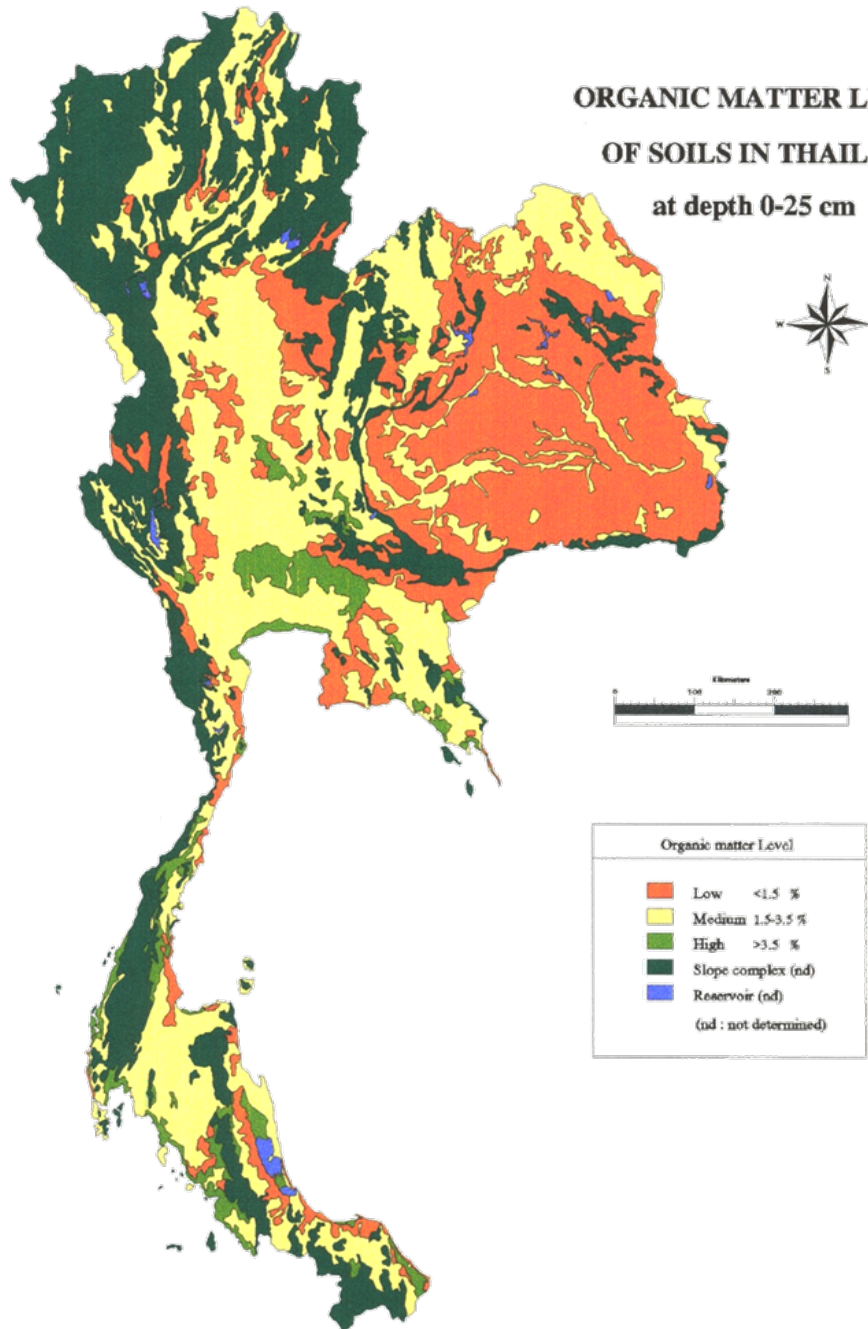 ORGANIC MATTER L
OF SOILS IN THAIL
at depth 0-25 cm
N
W
S
Kilometers
0 100 200
Organic matter Level
Low <1.5 %
Medium 1.5-3.5 %
High >3.5 %
Slope complex (nd)
Reservoir (nd)
(nd : not determined)